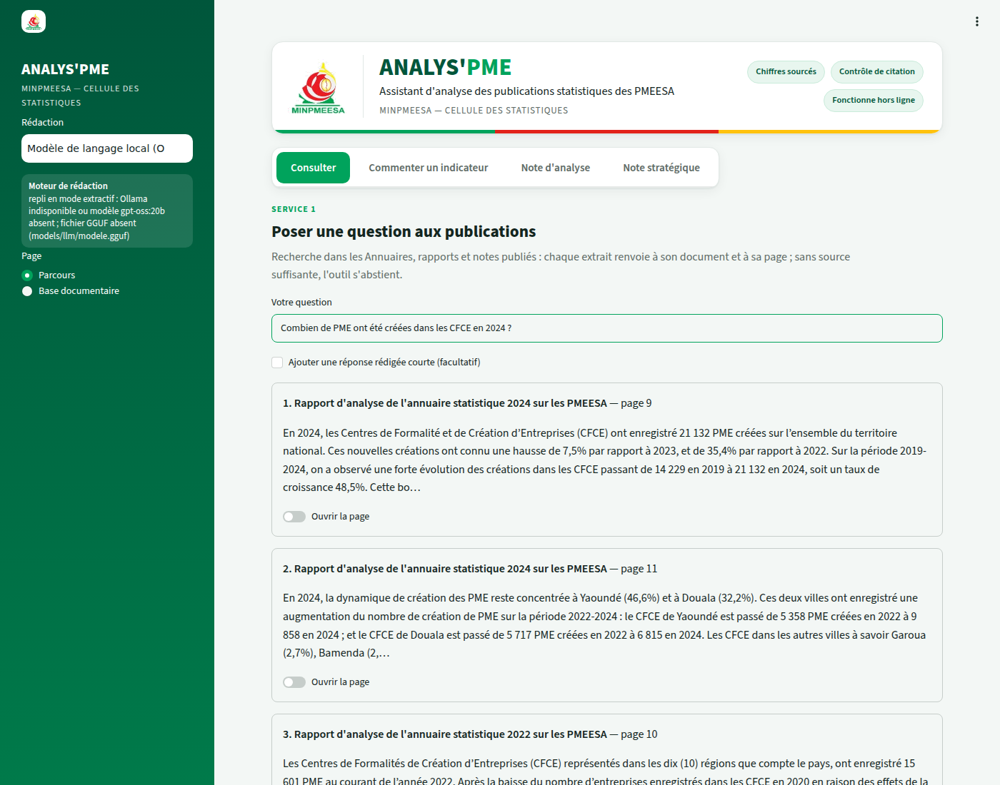 ANALYS'PME
MINPMEESA — CELLULE DES
STATISTIQUES
Rédaction
Modèle de langage local (O
Moteur de rédaction
repli en mode extractif : Ollama
indisponible ou modèle gpt-oss:20b
absent ; fichier GGUF absent
(models/llm/modele.gguf)
Page
Parcours
Base documentaire
MINPMEESA
ANALYS'PME
Assistant d'analyse des publications statistiques des PMEESA
MINPMEESA — CELLULE DES STATISTIQUES
Chiffres sourcés
Contrôle de citation
Fonctionne hors ligne
Consulter
Commenter un indicateur
Note d'analyse
Note stratégique
SERVICE 1
Poser une question aux publications
Recherche dans les Annuaires, rapports et notes publiés : chaque extrait renvoie à son document et à sa page ; sans source
suffisante, l'outil s'abstient.
Votre question
Combien de PME ont été créées dans les CFCE en 2024 ?
Ajouter une réponse rédigée courte (facultatif)
1. Rapport d'analyse de l'annuaire statistique 2024 sur les PMEESA — page 9
En 2024, les Centres de Formalité et de Création d’Entreprises (CFCE) ont enregistré 21 132 PME créées sur l’ensemble du territoire
national. Ces nouvelles créations ont connu une hausse de 7,5% par rapport à 2023, et de 35,4% par rapport à 2022. Sur la période 2019-
2024, on a observé une forte évolution des créations dans les CFCE passant de 14 229 en 2019 à 21 132 en 2024, soit un taux de
croissance 48,5%. Cette bo…
Ouvrir la page
2. Rapport d'analyse de l'annuaire statistique 2024 sur les PMEESA — page 11
En 2024, la dynamique de création des PME reste concentrée à Yaoundé (46,6%) et à Douala (32,2%). Ces deux villes ont enregistré une
augmentation du nombre de création de PME sur la période 2022-2024 : le CFCE de Yaoundé est passé de 5 358 PME créées en 2022 à 9
858 en 2024 ; et le CFCE de Douala est passé de 5 717 PME créées en 2022 à 6 815 en 2024. Les CFCE dans les autres villes à savoir Garoua
(2,7%), Bamenda (2,…
Ouvrir la page
3. Rapport d'analyse de l'annuaire statistique 2022 sur les PMEESA — page 10
Les Centres de Formalités de Création d’Entreprises (CFCE) représentés dans les dix (10) régions que compte le pays, ont enregistré 15
601 PME au courant de l’année 2022. Après la baisse du nombre d’entreprises enregistrés dans les CFCE en 2020 en raison des effets de la